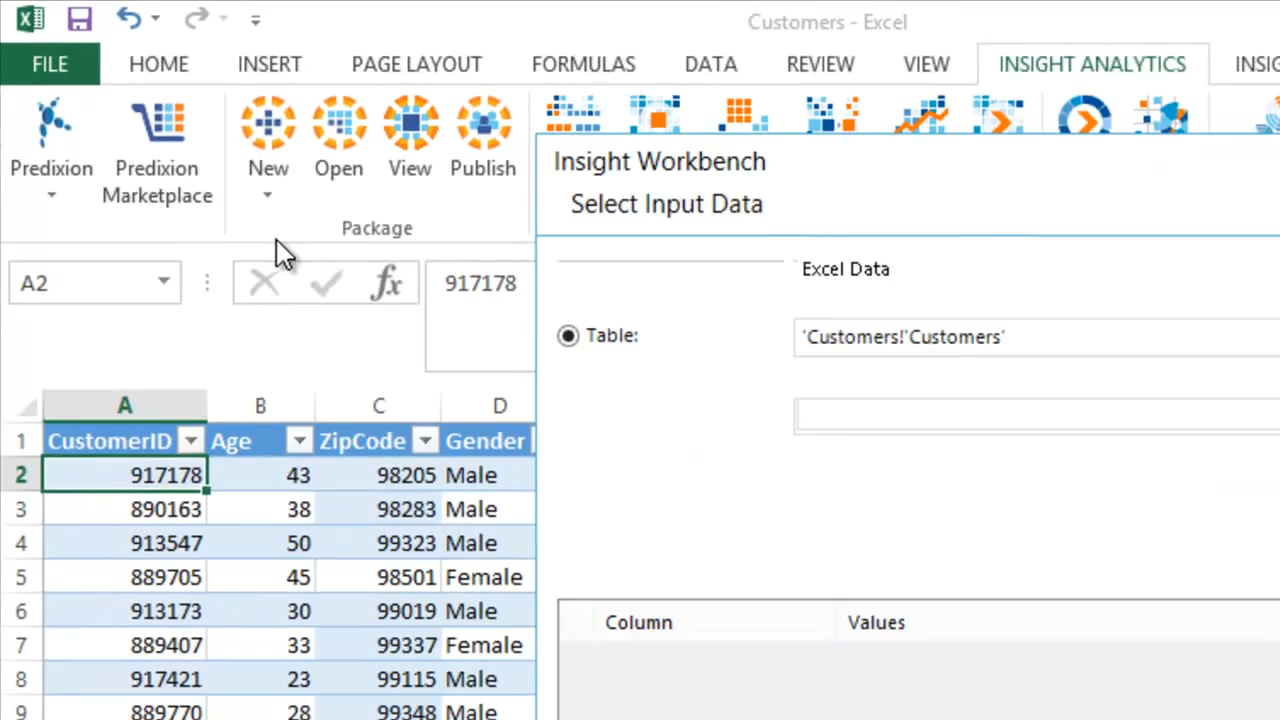 Customers - Excel
FILE HOME INSERT PAGE LAYOUT FORMULAS DATA REVIEW VIEW INSIGHT ANALYTICS
Predixion
Predixion Marketplace
New
Open
View
Publish
Package
Insight Workbench
Select Input Data
Excel Data
Table:
'Customers!'Customers'
Column Values
A2
fx
917178
A B C D
1 CustomerID Age ZipCode Gender
2 917178 43 98205 Male
3 890163 38 98283 Male
4 913547 50 99323 Male
5 889705 45 98501 Female
6 913173 30 99019 Male
7 889407 33 99337 Female
8 917421 23 99115 Male
9 889770 28 99348 Male